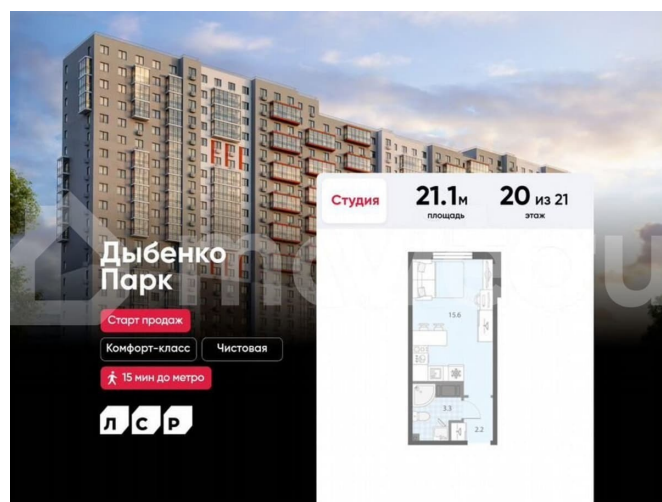 Студия
21.1м
площадь
20 из 21
этаж
Дыбенко
Парк
Старт продаж
Комфорт-класс
Чистовая
15 мин до метро
ЛСР
15.6
3.3
2.2